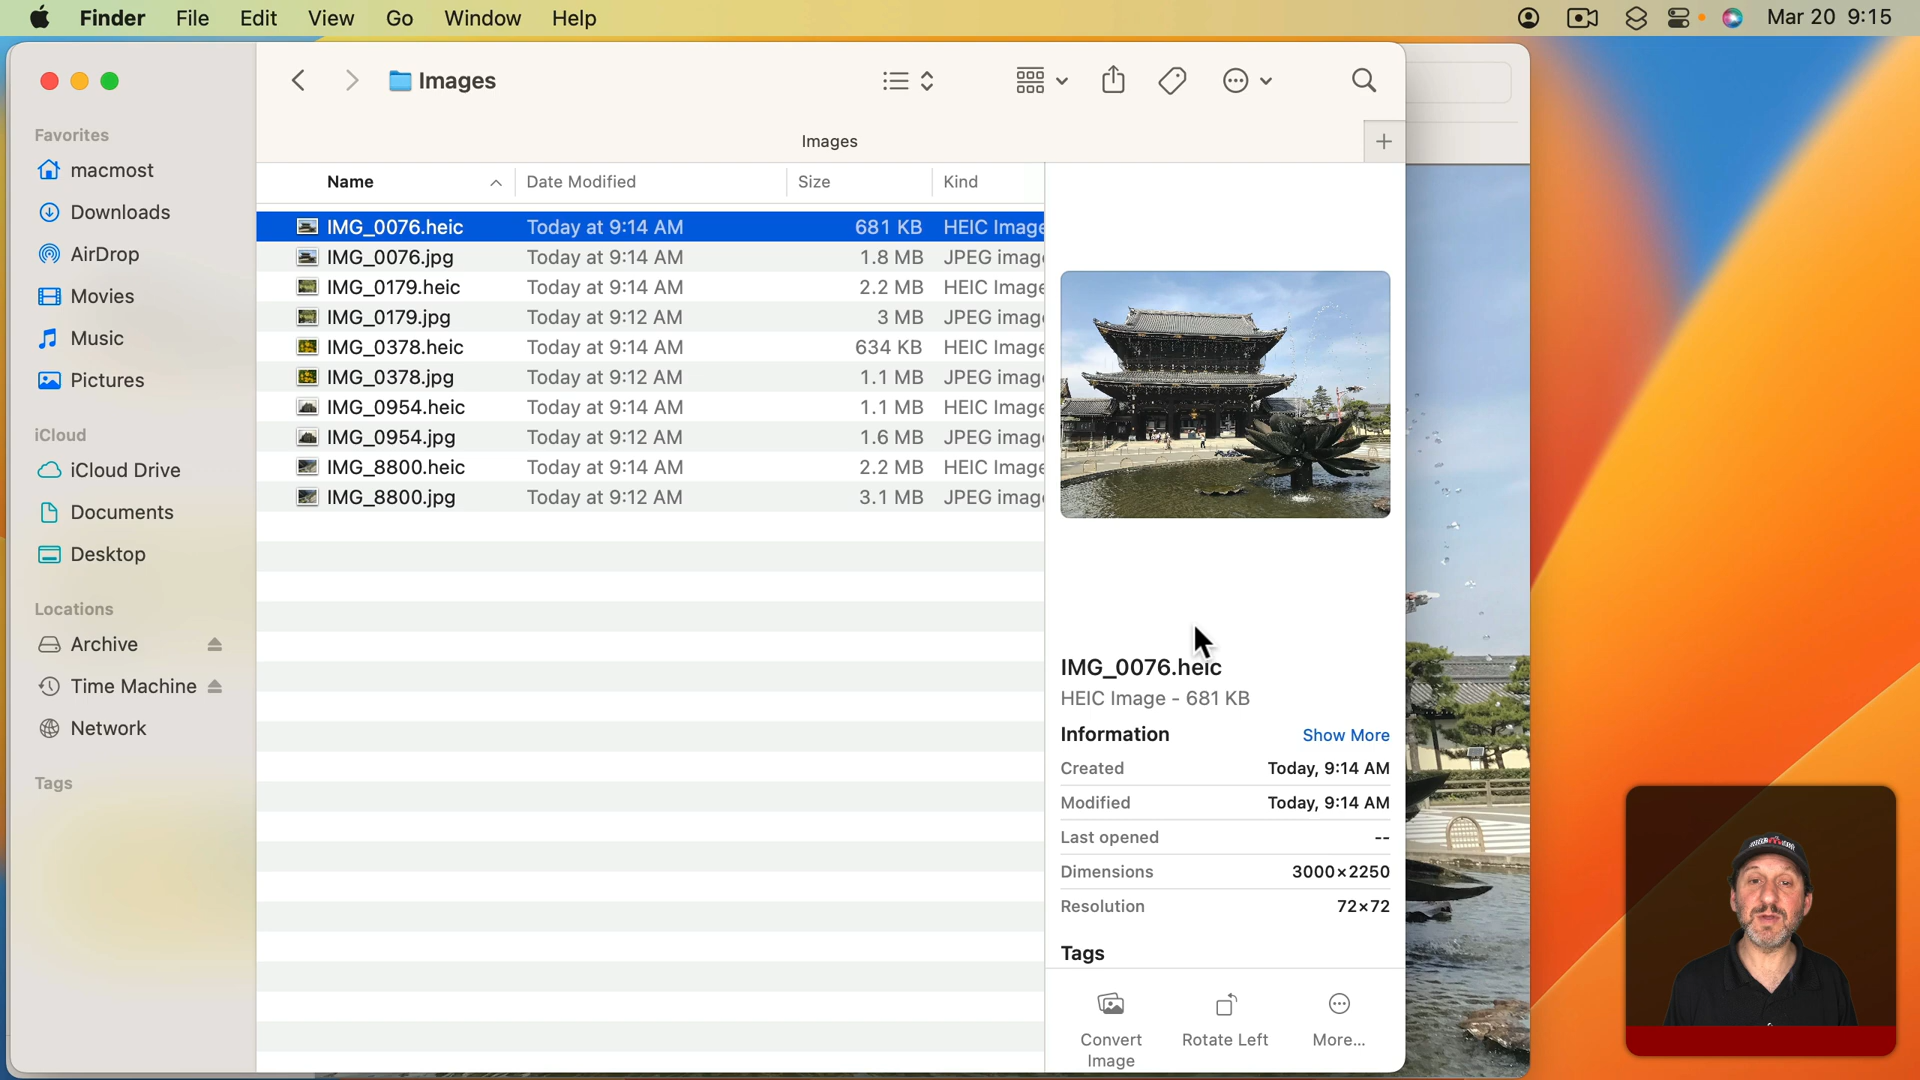 Finder File Edit View Go Window Help Mar 20 9:15
Images
Images
Favorites
macmost
Downloads
AirDrop
Movies
Music
Pictures
iCloud
iCloud Drive
Documents
Desktop
Locations
Archive
Time Machine
Network
Tags
Name Date Modified Size Kind
IMG_0076.heic Today at 9:14 AM 681 KB HEIC Image
IMG_0076.jpg Today at 9:14 AM 1.8 MB JPEG imag
IMG_0179.heic Today at 9:14 AM 2.2 MB HEIC Image
IMG_0179.jpg Today at 9:12 AM 3 MB JPEG imag
IMG_0378.heic Today at 9:14 AM 634 KB HEIC Image
IMG_0378.jpg Today at 9:12 AM 1.1 MB JPEG imag
IMG_0954.heic Today at 9:14 AM 1.1 MB HEIC Image
IMG_0954.jpg Today at 9:12 AM 1.6 MB JPEG imag
IMG_8800.heic Today at 9:14 AM 2.2 MB HEIC Image
IMG_8800.jpg Today at 9:12 AM 3.1 MB JPEG imag
IMG_0076.heic
HEIC Image - 681 KB
Information Show More
Created Today, 9:14 AM
Modified Today, 9:14 AM
Last opened --
Dimensions 3000×2250
Resolution 72×72
Tags
Convert Image
Rotate Left
More...